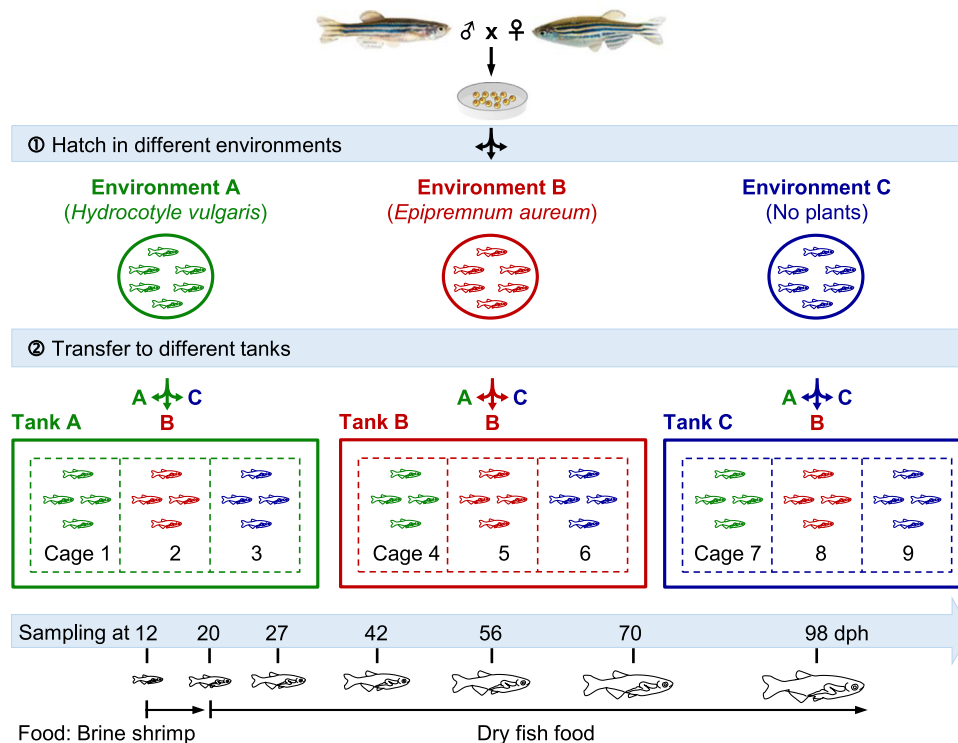 ♂ x ♀
① Hatch in different environments
Environment A
(Hydrocotyle vulgaris)
Environment B
(Epipremnum aureum)
Environment C
(No plants)
② Transfer to different tanks
A C
B
Tank A
A C
B
Tank B
A C
B
Tank C
Cage 1 2 3
Cage 4 5 6
Cage 7 8 9
Sampling at 12 20 27 42 56 70 98 dph
Food: Brine shrimp Dry fish food